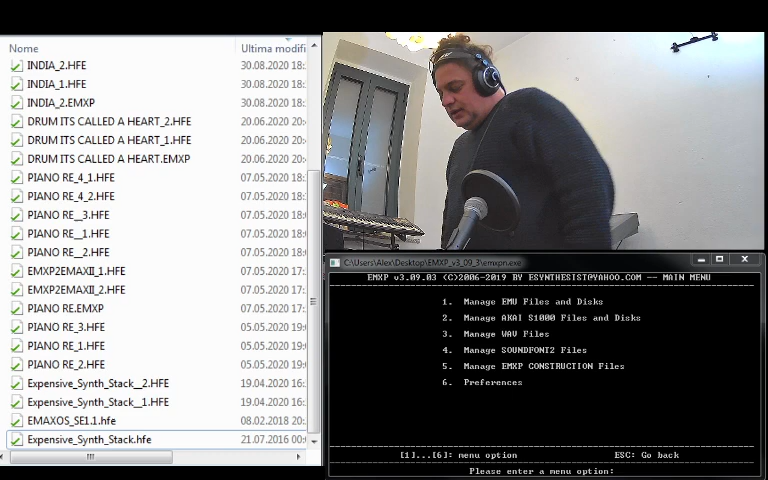 Nome
Ultima modifi
INDIA_2.HFE 30.08.2020 18:
INDIA_1.HFE 30.08.2020 18:
INDIA_2.EMXP 30.08.2020 18:
DRUM ITS CALLED A HEART_2.HFE 20.06.2020 20:
DRUM ITS CALLED A HEART_1.HFE 20.06.2020 20:
DRUM ITS CALLED A HEART.EMXP 20.06.2020 20:
PIANO RE_4_1.HFE 07.05.2020 18:
PIANO RE_4_2.HFE 07.05.2020 18:
PIANO RE__3.HFE 07.05.2020 18:
PIANO RE__1.HFE 07.05.2020 18:
PIANO RE__2.HFE 07.05.2020 18:
EMXP2EMAXII_1.HFE 07.05.2020 17:
EMXP2EMAXII_2.HFE 07.05.2020 17:
PIANO RE.EMXP 07.05.2020 17:
PIANO RE_3.HFE 05.05.2020 19:
PIANO RE_1.HFE 05.05.2020 19:
PIANO RE_2.HFE 05.05.2020 19:
Expensive_Synth_Stack__2.HFE 19.04.2020 16:
Expensive_Synth_Stack__1.HFE 19.04.2020 16:
EMAXOS_SE1.1.hfe 08.02.2018 20:
Expensive_Synth_Stack.hfe 21.07.2016 00:
C:\Users\Alex\Desktop\EMXP_v3_09_3\emxpn.exe
EMXP v3.09.03 (C)2006-2019 BY ESYNTHESIST@YAHOO.COM -- MAIN MENU
1. Manage EMU Files and Disks
2. Manage AKAI S1000 Files and Disks
3. Manage WAV Files
4. Manage SOUNDFONT2 Files
5. Manage EMXP CONSTRUCTION Files
6. Preferences
[1]...[6]: menu option ESC: Go back
Please enter a menu option: